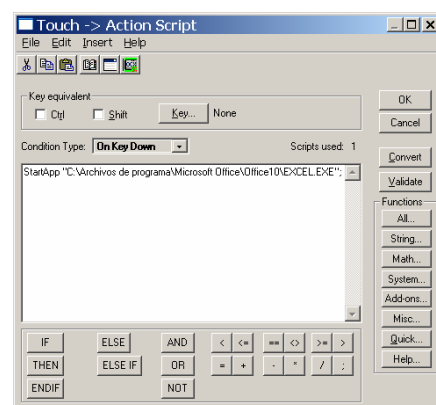 Touch -> Action Script
File Edit Insert Help
Key equivalent
Ctrl Shift Key... None
OK
Cancel
Condition Type: On Key Down Scripts used: 1
Convert
StartApp "C:\Archivos de programa\Microsoft Office\Office10\EXCEL.EXE";
Validate
Functions
All...
String...
Math...
System...
Add-ons...
Misc...
IF ELSE AND < <= == <> >= > Quick...
THEN ELSE IF OR = + - * / ; Help...
ENDIF NOT